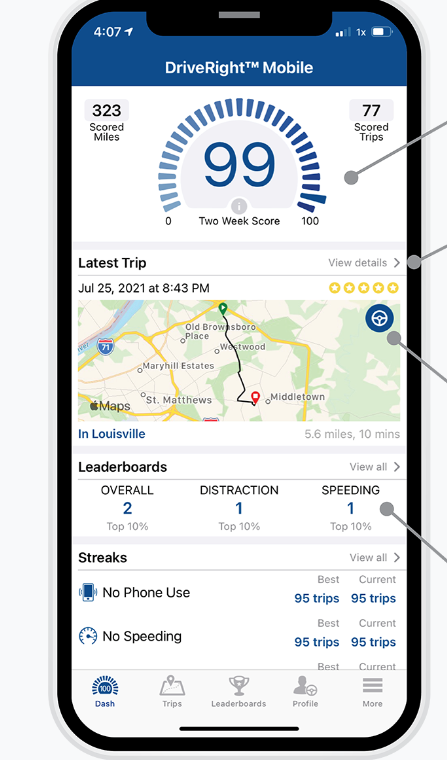 4:07
1x
DriveRight™ Mobile
323
Scored
Miles
77
Scored
Trips
99
0
Two Week Score
100
Latest Trip
View details
Jul 25, 2021 at 8:43 PM
Old Brownsboro
Place
Westwood
71
Maryhill Estates
St. Matthews
Middletown
Maps
In Louisville
5.6 miles, 10 mins
Leaderboards
View all
OVERALL
DISTRACTION
SPEEDING
2
1
1
Top 10%
Top 10%
Top 10%
Streaks
View all
Best
Current
No Phone Use
95 trips
95 trips
Best
Current
No Speeding
95 trips
95 trips
Best
Current
100
Dash
Trips
Leaderboards
Profile
More